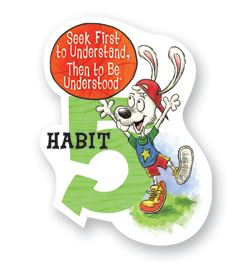 Seek First
to Understand,
Then to Be
Understood®
HABIT
5